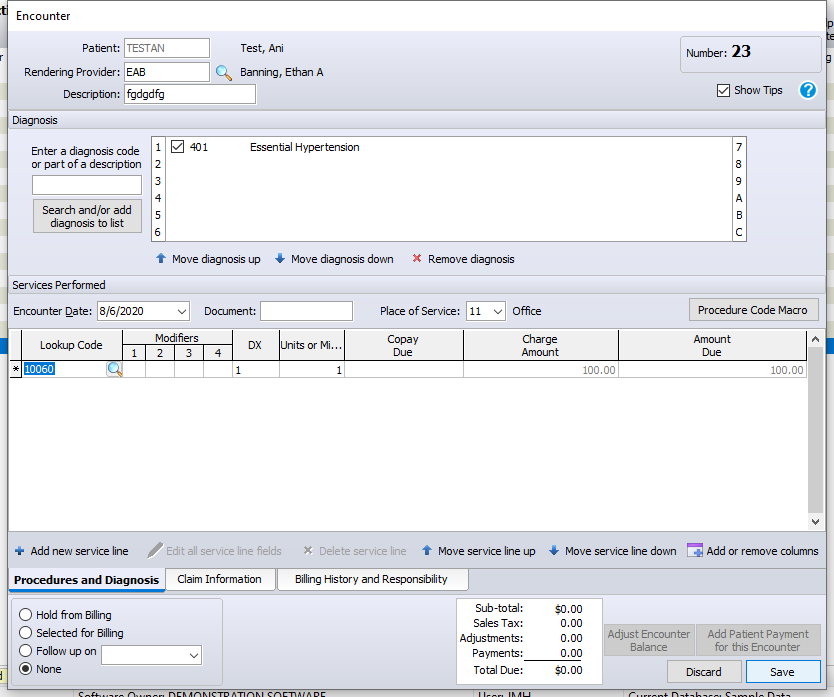 Encounter
Patient: TESTAN Test, Ani
Number: 23
Rendering Provider: EAB Banning, Ethan A
Description: fgdgdfg
Show Tips ?
Diagnosis
Enter a diagnosis code
or part of a description
Search and/or add
diagnosis to list
1 401 Essential Hypertension 7
2 8
3 9
4 A
5 B
6 C
Move diagnosis up Move diagnosis down Remove diagnosis
Services Performed
Encounter Date: 8/6/2020 Document: Place of Service: 11 Office Procedure Code Macro
Lookup Code Modifiers DX Units or Mi... Copay Due Charge Amount Amount Due
1 2 3 4
* 10060 1 1 100.00 100.00
Add new service line Edit all service line fields Delete service line Move service line up Move service line down Add or remove columns
Procedures and Diagnosis Claim Information Billing History and Responsibility
Hold from Billing
Selected for Billing
Follow up on
None
Sub-total: $0.00
Sales Tax: 0.00
Adjustments: 0.00
Payments: 0.00
Total Due: $0.00
Adjust Encounter
Balance
Add Patient Payment
for this Encounter
Discard Save
Software Owner: DEMONSTRATION SOFTWARE User: JMH Current Database: Sample Data